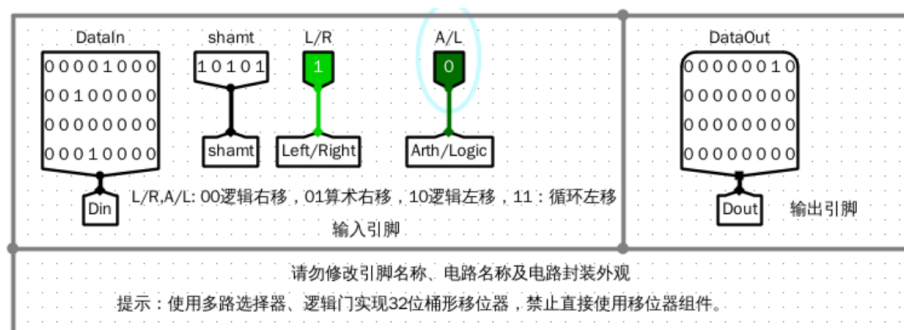 DataIn shamt L/R A/L DataOut
00001000 10101 1 0 00000010
00100000 00000000
00000000 00000000
00010000 shamt Left/Right Arth/Logic 00000000
L/R,A/L: 00逻辑右移，01算术右移，10逻辑左移，11：循环左移
Din Dout 输出引脚
输入引脚
请勿修改引脚名称、电路名称及电路封装外观
提示：使用多路选择器、逻辑门实现32位桶形移位器，禁止直接使用移位器组件。